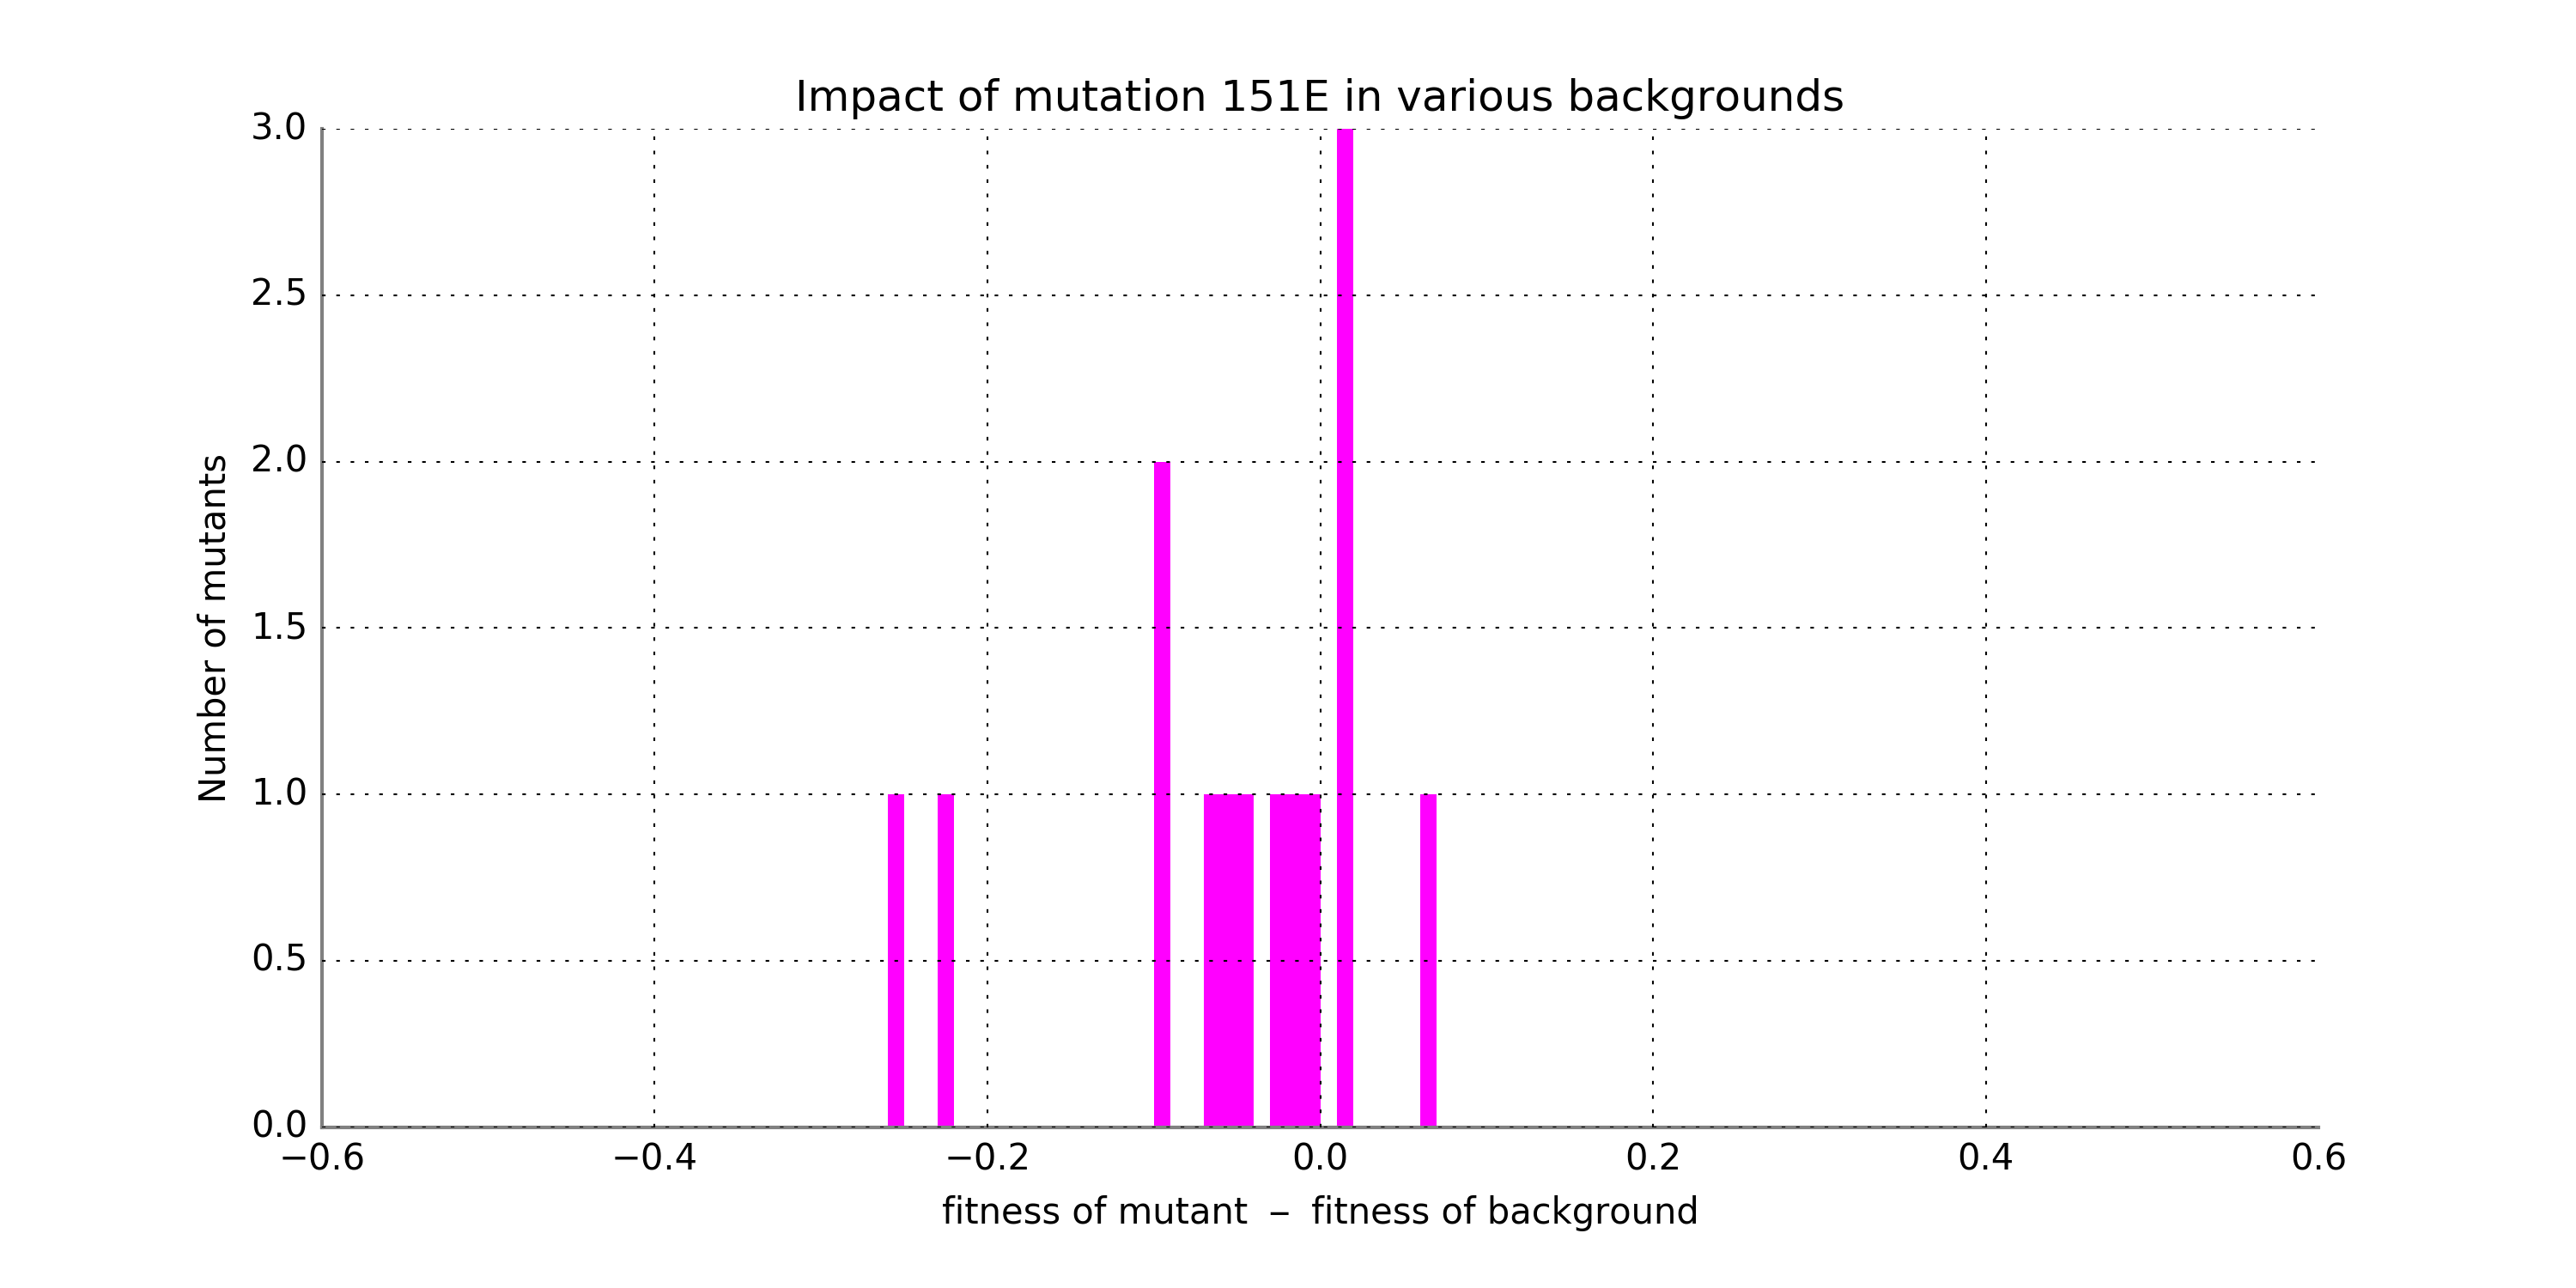 Impact of mutation 151E in various backgrounds
3.0
2.5
2.0
1.5
1.0
0.5
0.0
Number of mutants
−0.6 −0.4 −0.2 0.0 0.2 0.4 0.6
fitness of mutant − fitness of background